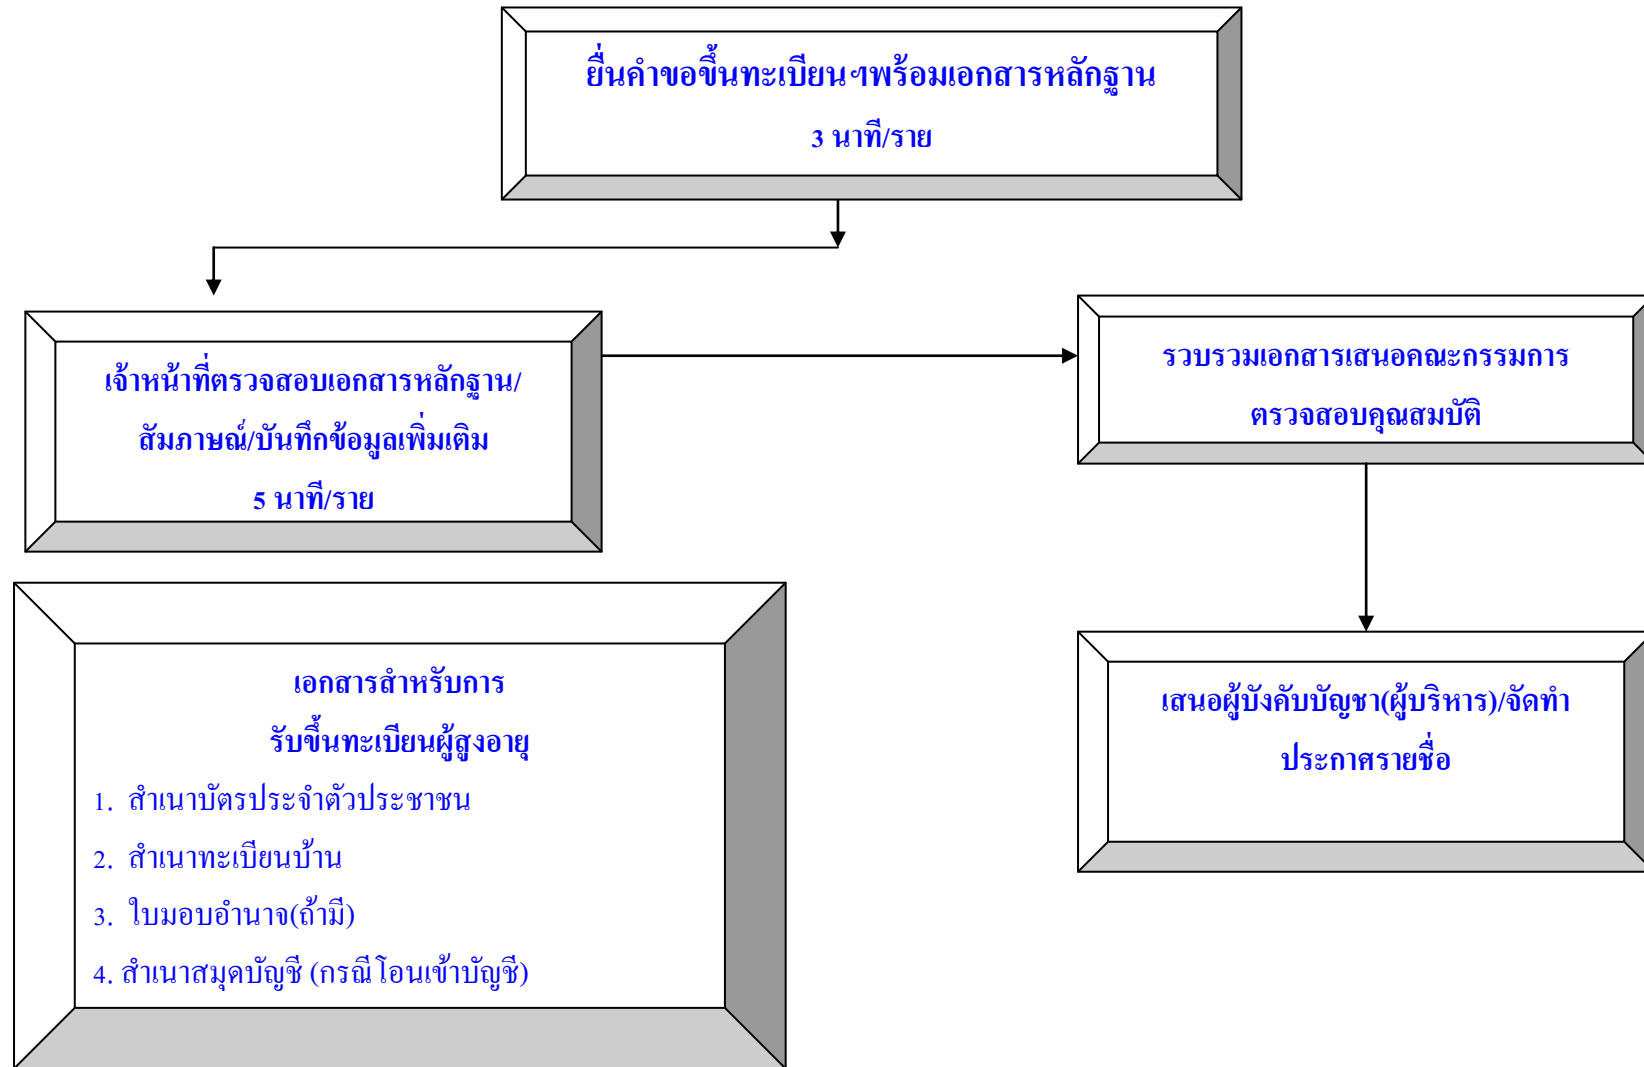 ยื่นคำขอขึ้นทะเบียนฯพร้อมเอกสารหลักฐาน
3 นาที/ราย
เจ้าหน้าที่ตรวจสอบเอกสารหลักฐาน/
สัมภาษณ์/บันทึกข้อมูลเพิ่มเติม
5 นาที/ราย
รวบรวมเอกสารเสนอคณะกรรมการ
ตรวจสอบคุณสมบัติ
เสนอผู้บังคับบัญชา(ผู้บริหาร)/จัดทำ
ประกาศรายชื่อ
เอกสารสำหรับการ
รับขึ้นทะเบียนผู้สูงอายุ
1. สำเนาบัตรประจำตัวประชาชน
2. สำเนาทะเบียนบ้าน
3. ใบมอบอำนาจ(ถ้ามี)
4. สำเนาสมุดบัญชี (กรณีโอนเข้าบัญชี)